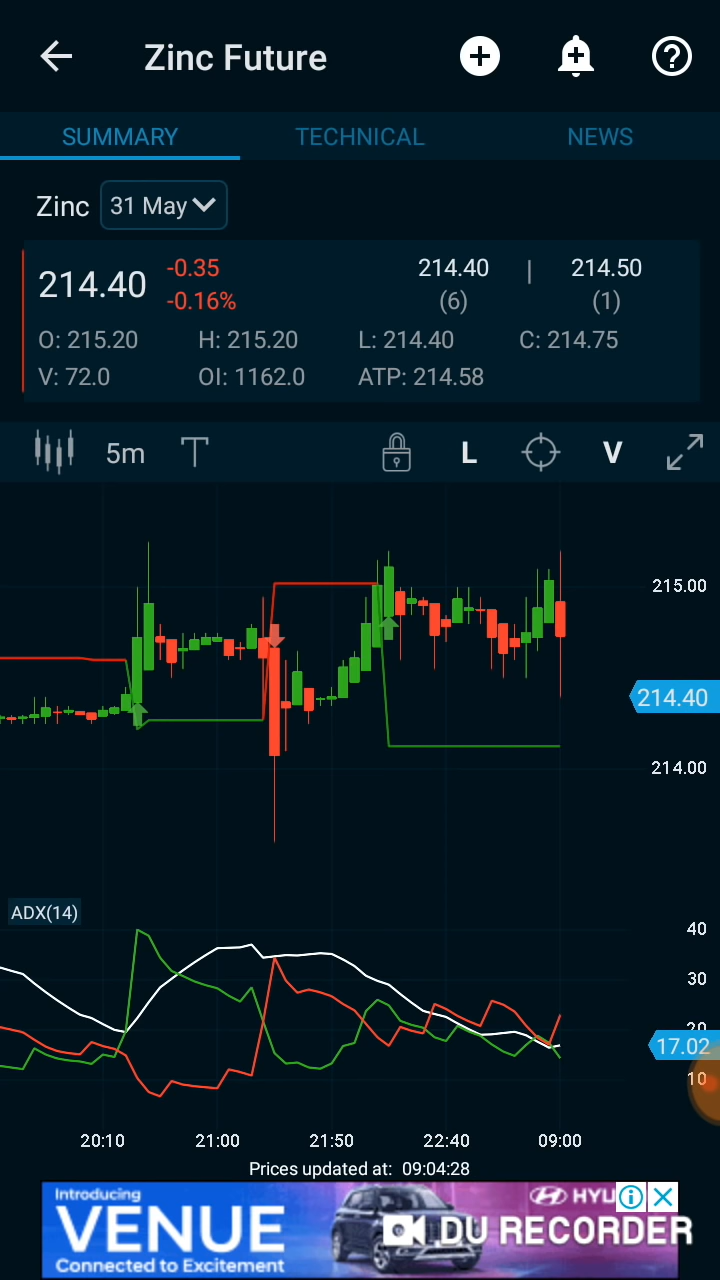 Zinc Future
SUMMARY TECHNICAL NEWS
Zinc 31 May
214.40 -0.35 -0.16% 214.40 (6) | 214.50 (1)
O: 215.20 H: 215.20 L: 214.40 C: 214.75
V: 72.0 OI: 1162.0 ATP: 214.58
5m T L V
215.00
214.40
214.00
ADX(14)
40
30
20
17.02
10
20:10 21:00 21:50 22:40 09:00
Prices updated at: 09:04:28
Introducing
VENUE
Connected to Excitement
HYU
DU RECORDER